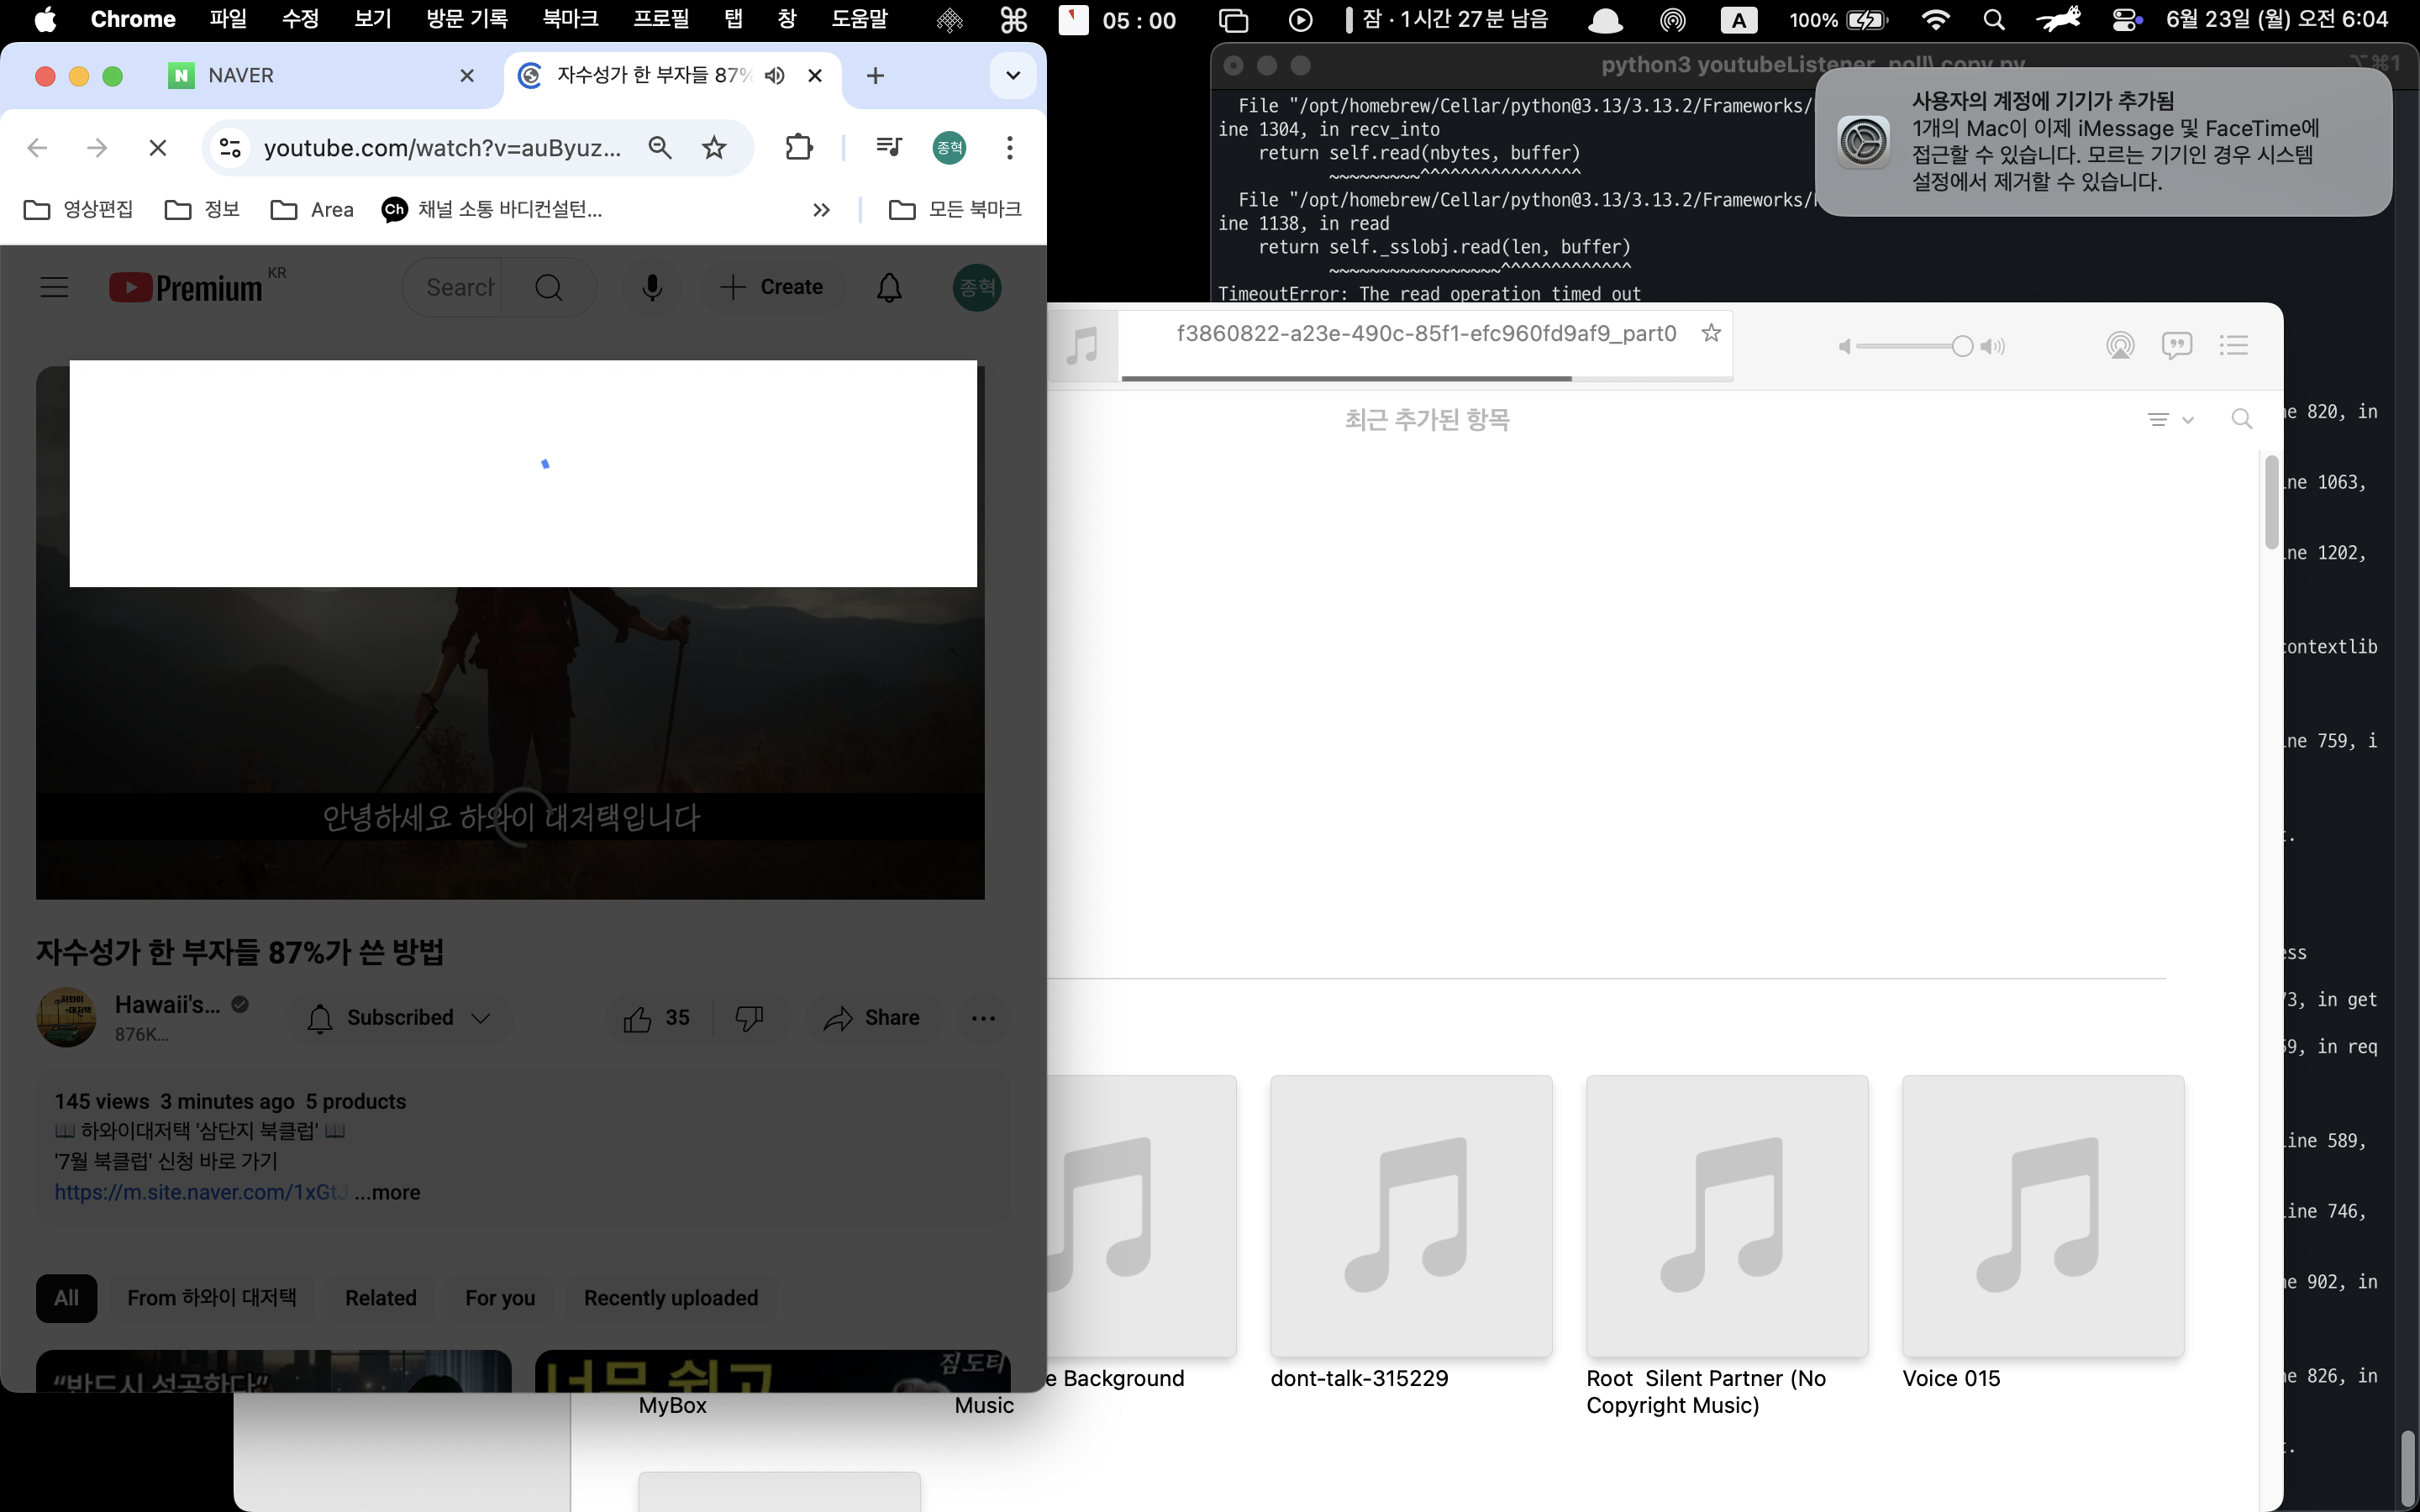 Chrome 파일 수정 보기 방문 기록 북마크 프로필 탭 창 도움말 05 : 00 잠 · 1시간 27분 남음 A 100% 6월 23일 (월) 오전 6:04
N NAVER
자수성가 한 부자들 87%
youtube.com/watch?v=auByuz...
종혁
영상편집 정보 Area Ch 채널 소통 바디컨설턴... 모든 북마크
Premium KR
Search
Create
종혁
안녕하세요 하와이 대저택입니다
자수성가 한 부자들 87%가 쓴 방법
Hawaii's...
876K...
Subscribed
35
Share
145 views 3 minutes ago 5 products
하와이대저택 '삼단지 북클럽'
'7월 북클럽' 신청 바로 가기
https://m.site.naver.com/1xGtJ ...more
All From 하와이 대저택 Related For you Recently uploaded
“반드시 성공한다”
너무 쉽고
짐 도티
python3 youtubeListener_poll\ copy.py
⌥⌘1
File "/opt/homebrew/Cellar/python@3.13/3.13.2/Frameworks/
ine 1304, in recv_into
return self.read(nbytes, buffer)
~~~~~~~~~^^^^^^^^^^^^^^^^
File "/opt/homebrew/Cellar/python@3.13/3.13.2/Frameworks/
ine 1138, in read
return self._sslobj.read(len, buffer)
~~~~~~~~~~~~~~~~~^^^^^^^^^^^^^
TimeoutError: The read operation timed out
사용자의 계정에 기기가 추가됨
1개의 Mac이 이제 iMessage 및 FaceTime에
접근할 수 있습니다. 모르는 기기인 경우 시스템
설정에서 제거할 수 있습니다.
f3860822-a23e-490c-85f1-efc960fd9af9_part0
최근 추가된 항목
ne 820, in
ine 1063,
ine 1202,
contextlib
ine 759, i
t.
ess
73, in get
59, in req
line 589,
line 746,
ne 902, in
ne 826, in
t.
e Background
dont-talk-315229
Root Silent Partner (No
Copyright Music)
Voice 015
MyBox
Music